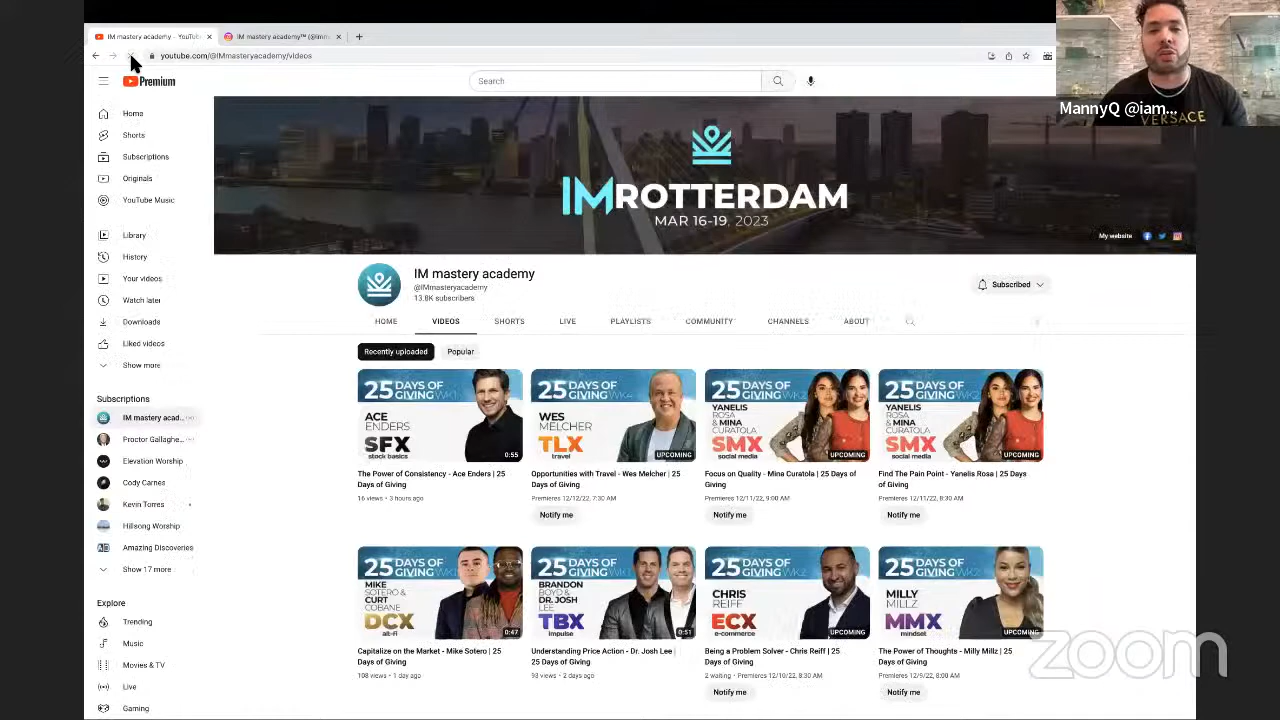 IM mastery academy - YouTub
IM mastery academy™ (@imm
youtube.com/@IMmasteryacademy/videos
Premium
Search
MannyQ @iam...
VERSACE
Home
Shorts
Subscriptions
Originals
YouTube Music
Library
History
Your videos
Watch later
Downloads
Liked videos
Show more
Subscriptions
IM mastery acad...
Proctor Gallaghe...
Elevation Worship
Cody Carnes
Kevin Torres
Hillsong Worship
Amazing Discoveries
Show 17 more
Explore
Trending
Music
Movies & TV
Live
Gaming
IMROTTERDAM
MAR 16-19, 2023
My website
IM mastery academy
@IMmasteryacademy
13.8K subscribers
Subscribed
HOME VIDEOS SHORTS LIVE PLAYLISTS COMMUNITY CHANNELS ABOUT
Recently uploaded Popular
25 DAYS OF GIVING WK1
ACE
ENDERS
SFX
stock basics
0:55
The Power of Consistency - Ace Enders | 25
Days of Giving
16 views • 3 hours ago
25 DAYS OF GIVING
WES
MELCHER
TLX
travel
UPCOMING
Opportunities with Travel - Wes Melcher | 25
Days of Giving
Premieres 12/12/22, 7:30 AM
Notify me
25 DAYS OF GIVING
YANELIS
ROSA
& MINA
CURATOLA
SMX
social media
UPCOMING
Focus on Quality - Mina Curatola | 25 Days of
Giving
Premieres 12/11/22, 9:00 AM
Notify me
25 DAYS OF GIVING
YANELIS
ROSA
& MINA
CURATOLA
SMX
social media
UPCOMING
Find The Pain Point - Yanelis Rosa | 25 Days
of Giving
Premieres 12/11/22, 8:30 AM
Notify me
25 DAYS OF GIVING
MIKE
SOTERO &
CURT
COBANE
DCX
alt-fi
0:47
Capitalize on the Market - Mike Sotero | 25
Days of Giving
108 views • 1 day ago
25 DAYS OF GIVING
BRANDON
BOYD &
DR. JOSH
LEE
TBX
impulse
0:51
Understanding Price Action - Dr. Josh Lee |
25 Days of Giving
93 views • 2 days ago
25 DAYS OF GIVING
CHRIS
REIFF
ECX
e-commerce
UPCOMING
Being a Problem Solver - Chris Reiff | 25
Days of Giving
2 waiting • Premieres 12/10/22, 8:30 AM
Notify me
25 DAYS OF GIVING
MILLY
MILLZ
MMX
mindset
UPCOMING
The Power of Thoughts - Milly Millz | 25
Days of Giving
Premieres 12/9/22, 8:00 AM
Notify me
zoom